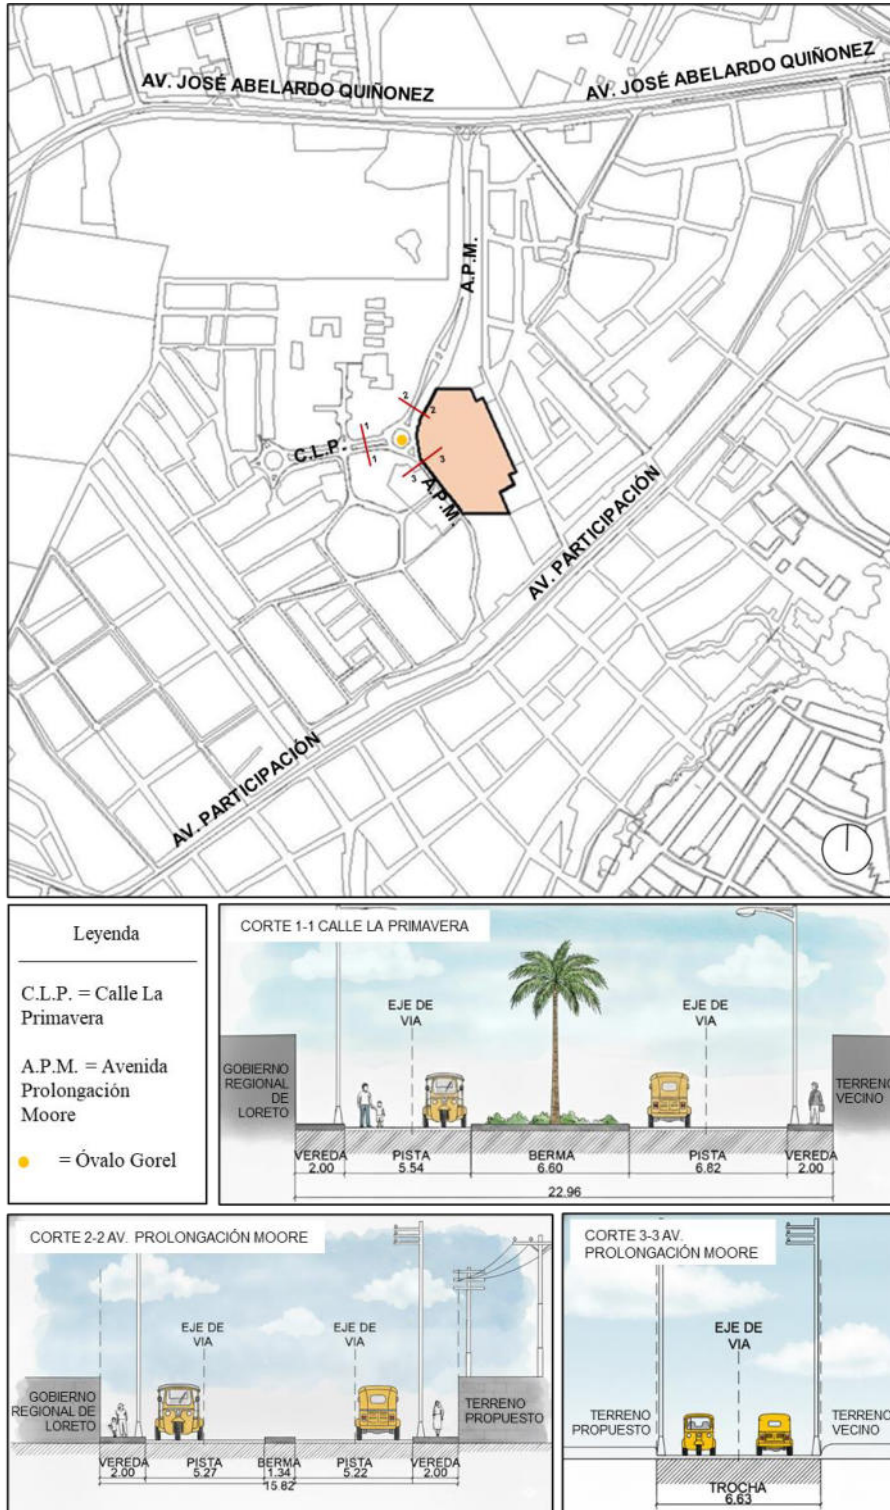 AV. JOSÉ ABELARDO QUIÑONEZ
AV. JOSÉ ABELARDO QUIÑONEZ
A.P.M.
2
2
1
C.L.P.
1
3
3
A.P.M.
AV. PARTICIPACIÓN
AV. PARTICIPACIÓN
Leyenda
C.L.P. = Calle La
Primavera
A.P.M. = Avenida
Prolongación
Moore
= Óvalo Gorel
CORTE 1-1 CALLE LA PRIMAVERA
EJE DE
VIA
EJE DE
VIA
GOBIERNO
REGIONAL
DE
LORETO
TERRENO
VECINO
VEREDA
2.00
PISTA
5.54
BERMA
6.60
PISTA
6.82
VEREDA
2.00
22.96
CORTE 2-2 AV. PROLONGACIÓN MOORE
EJE DE
VIA
EJE DE
VIA
GOBIERNO
REGIONAL DE
LORETO
TERRENO
PROPUESTO
VEREDA
2.00
PISTA
5.27
BERMA
1.34
PISTA
5.22
VEREDA
2.00
15.82
CORTE 3-3 AV.
PROLONGACIÓN MOORE
EJE DE
VIA
TERRENO
PROPUESTO
TERRENO
VECINO
TROCHA
6.63